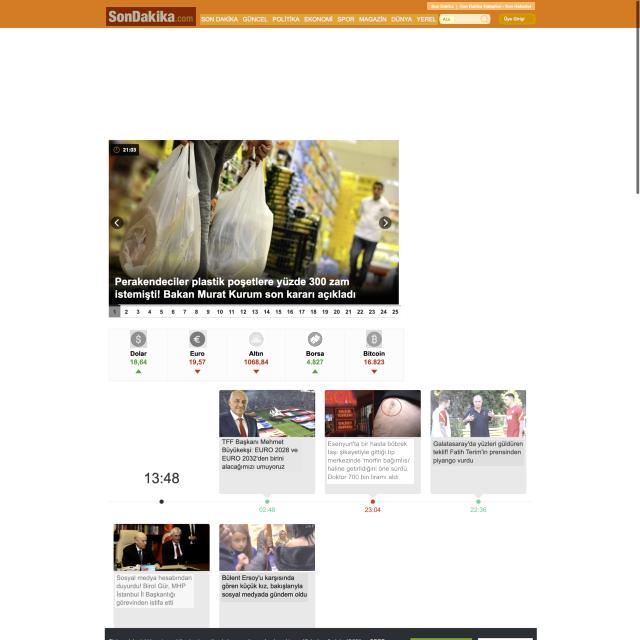 Son Dakika | Son Dakika Haberleri - Son Haberler
SonDakika.com
SON DAKİKA GÜNCEL POLİTİKA EKONOMİ SPOR MAGAZİN DÜNYA YEREL Ara Üye Girişi
21:03
Perakendeciler plastik poşetlere yüzde 300 zam
istemişti! Bakan Murat Kurum son kararı açıkladı
1 2 3 4 5 6 7 8 9 10 11 12 13 14 15 16 17 18 19 20 21 22 23 24 25
Dolar Euro Altın Borsa Bitcoin
18,64 19,57 1068,84 4.827 16.823
TFF Başkanı Mehmet
Büyükekşi: EURO 2028 ve
EURO 2032'den birini
alacağımızı umuyoruz
Esenyurt'ta bir hasta böbrek
taşı şikayetiyle gittiği tıp
merkezinde 'morfin bağımlısı'
haline getirildiğini öne sürdü.
Doktor 700 bin liramı aldı
Galatasaray'da yüzleri güldüren
teklif! Fatih Terim'in prensinden
piyango vurdu
13:48
02:48
23:04
22:36
Sosyal medya hesabından
duyurdu! Birol Gür, MHP
İstanbul İl Başkanlığı
görevinden istifa etti
Bülent Ersoy'u karşısında
gören küçük kız, bakışlarıyla
sosyal medyada gündem oldu